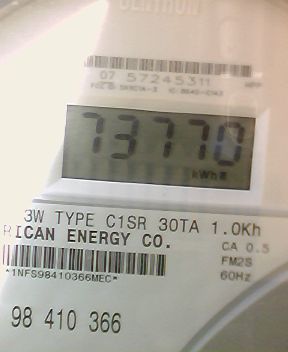 CENTRON
07 57245311
73770
kWh
3W TYPE C1SR 30TA 1.0Kh
RICAN ENERGY CO.
CA 0.5
FM2S
*1NFS98410366MEC*
60Hz
98 410 366